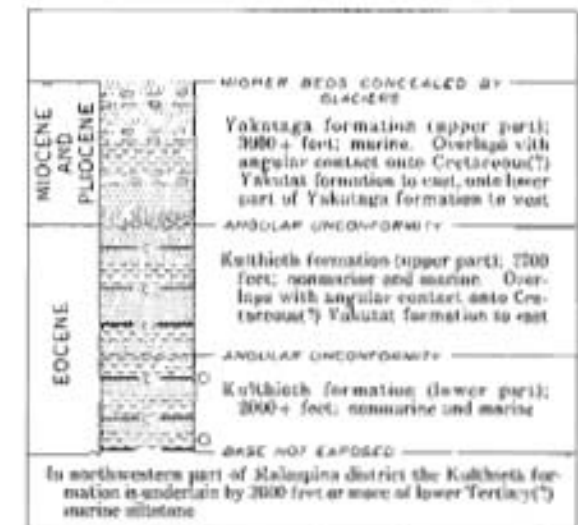 HIGHER BEDS CONCEALED BY
GLACIERS
MIOCENE
AND
PLIOCENE
Yakataga formation (upper part);
feet; marine. Overlaps with
angular contact onto Cretaceous(?)
Yakutat formation to east, onto lower
part of Yakataga formation to west
ANGULAR UNCONFORMITY
EOCENE
Kulthieth formation (upper part);
feet; nonmarine and marine. Over-
laps with angular contact onto Cre-
taceous(?) Yakutat formation to east
ANGULAR UNCONFORMITY
Kulthieth formation (lower part);
feet; nonmarine and marine
BASE NOT EXPOSED
In northwestern part of Malaspina district the Kulthieth for-
mation is underlain by feet or more of lower Tertiary(?)
marine siltstone